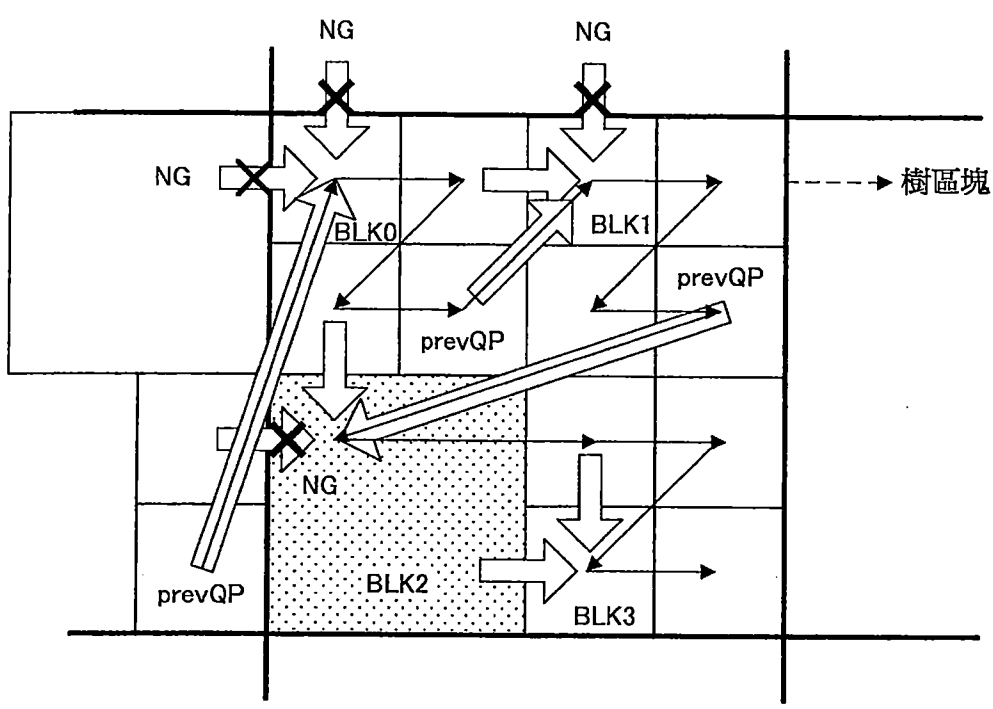 NG
NG
NG
樹區塊
BLK0
BLK1
prevQP
prevQP
NG
prevQP
BLK2
BLK3